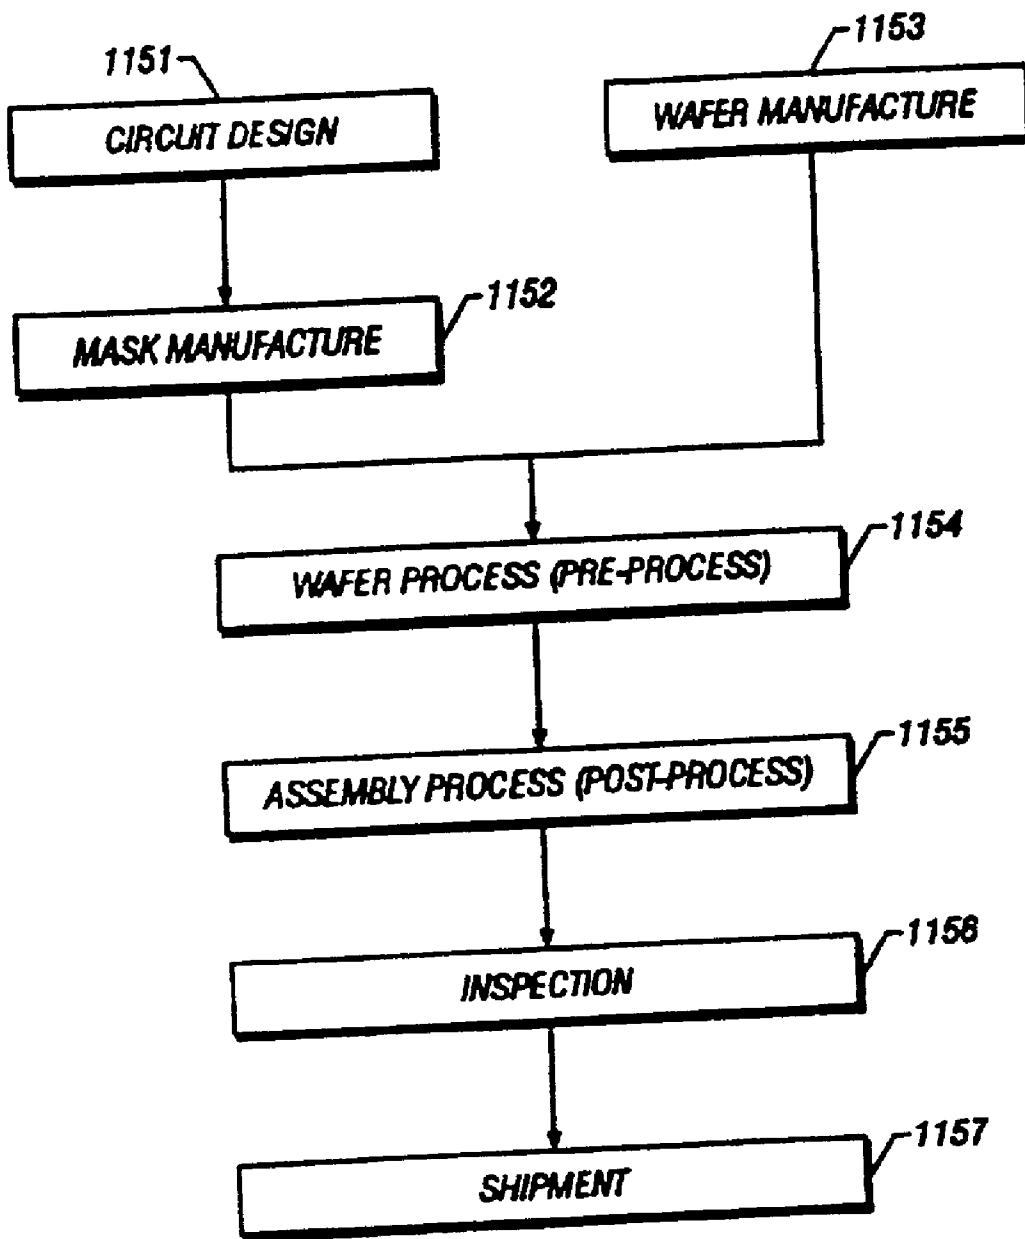 1151
CIRCUIT DESIGN
1153
WAFER MANUFACTURE
1152
MASK MANUFACTURE
1154
WAFER PROCESS (PRE-PROCESS)
1155
ASSEMBLY PROCESS (POST-PROCESS)
1156
INSPECTION
1157
SHIPMENT